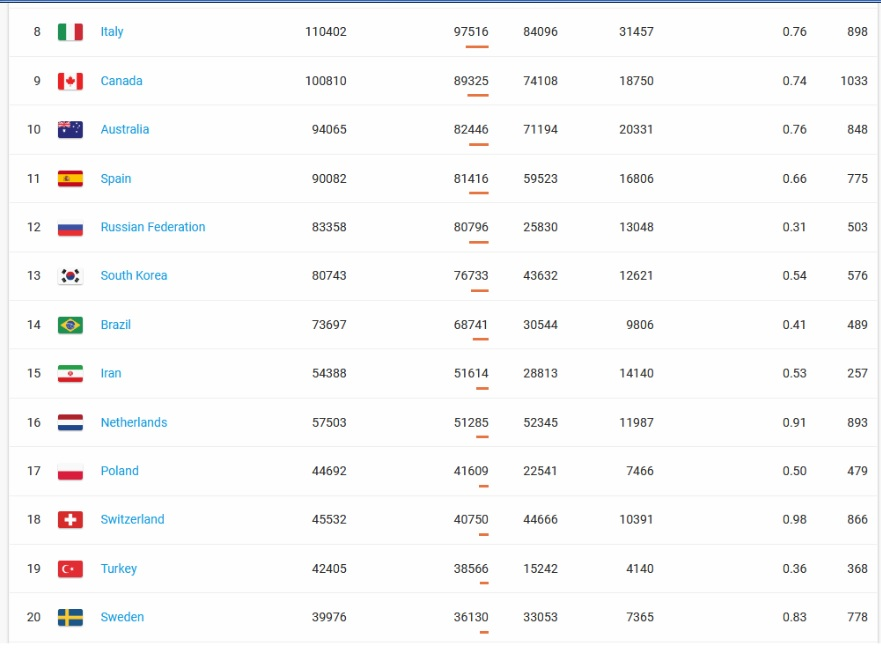 8 Italy 110402 97516 84096 31457 0.76 898
9 Canada 100810 89325 74108 18750 0.74 1033
10 Australia 94065 82446 71194 20331 0.76 848
11 Spain 90082 81416 59523 16806 0.66 775
12 Russian Federation 83358 80796 25830 13048 0.31 503
13 South Korea 80743 76733 43632 12621 0.54 576
14 Brazil 73697 68741 30544 9806 0.41 489
15 Iran 54388 51614 28813 14140 0.53 257
16 Netherlands 57503 51285 52345 11987 0.91 893
17 Poland 44692 41609 22541 7466 0.50 479
18 Switzerland 45532 40750 44666 10391 0.98 866
19 Turkey 42405 38566 15242 4140 0.36 368
20 Sweden 39976 36130 33053 7365 0.83 778